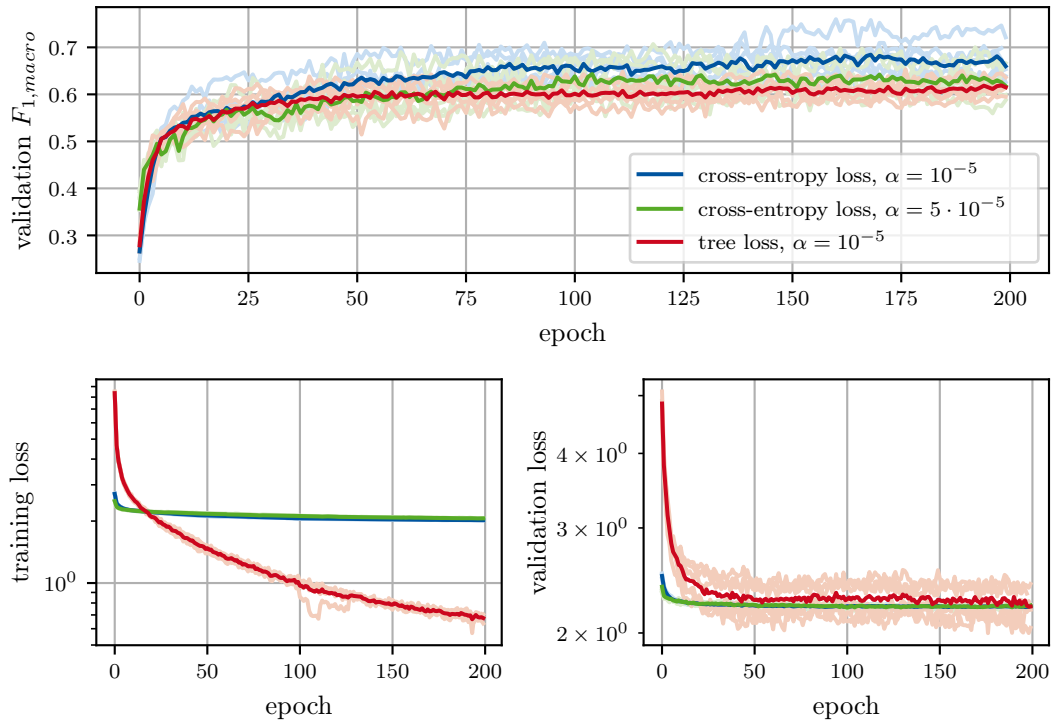 validation F1,macro
0.7
0.6
0.5
0.4
0.3
cross-entropy loss, α = 10⁻⁵
cross-entropy loss, α = 5 · 10⁻⁵
tree loss, α = 10⁻⁵
0 25 50 75 100 125 150 175 200
epoch
training loss
10⁰
0 50 100 150 200
epoch
validation loss
4 × 10⁰
3 × 10⁰
2 × 10⁰
0 50 100 150 200
epoch